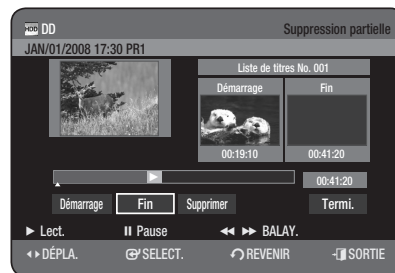 HDD DD Suppression partielle
JAN/01/2008 17:30 PR1
Liste de titres No. 001
Démarrage Fin
00:19:10 00:41:20
00:41:20
Démarrage Fin Supprimer Termi.
► Lect. II Pause ◄◄ ►► BALAY.
◄► DÉPLA. SELECT. REVENIR SORTIE